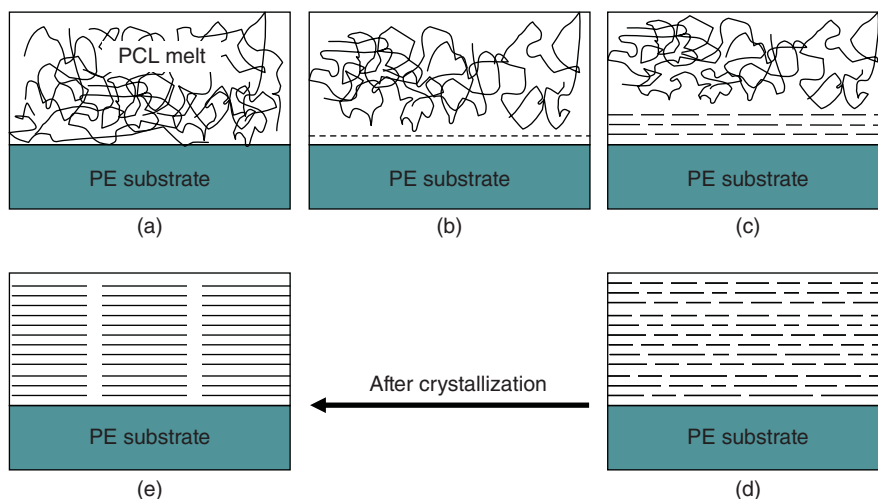 PCL melt
PE substrate
PE substrate
PE substrate
(a)
(b)
(c)
After crystallization
PE substrate
PE substrate
(e)
(d)